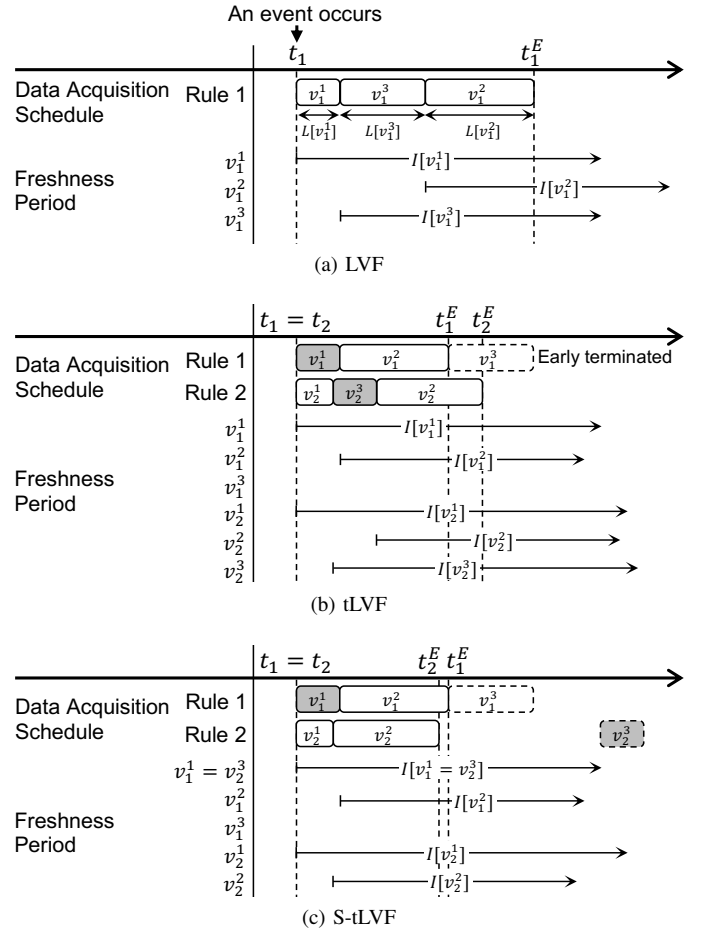 An event occurs
t_1 t_1^E
Data Acquisition Schedule Rule 1 v_1^1 v_1^3 v_1^2
L[v_1^1] L[v_1^3] L[v_1^2]
Freshness Period
v_1^1 I[v_1^1]
v_1^2 I[v_1^2]
v_1^3 I[v_1^3]
(a) LVF
t_1 = t_2 t_1^E t_2^E
Data Acquisition Schedule
Rule 1 v_1^1 v_1^2 v_1^3 Early terminated
Rule 2 v_2^1 v_2^3 v_2^2
Freshness Period
v_1^1 I[v_1^1]
v_1^2 I[v_1^2]
v_1^3
v_2^1 I[v_2^1]
v_2^2 I[v_2^2]
v_2^3 I[v_2^3]
(b) tLVF
t_1 = t_2 t_2^E t_1^E
Data Acquisition Schedule
Rule 1 v_1^1 v_1^2 v_1^3
Rule 2 v_2^1 v_2^2 v_2^3
Freshness Period
v_1^1 = v_2^3 I[v_1^1 = v_2^3]
v_1^2 I[v_1^2]
v_1^3
v_2^1 I[v_2^1]
v_2^2 I[v_2^2]
(c) S-tLVF